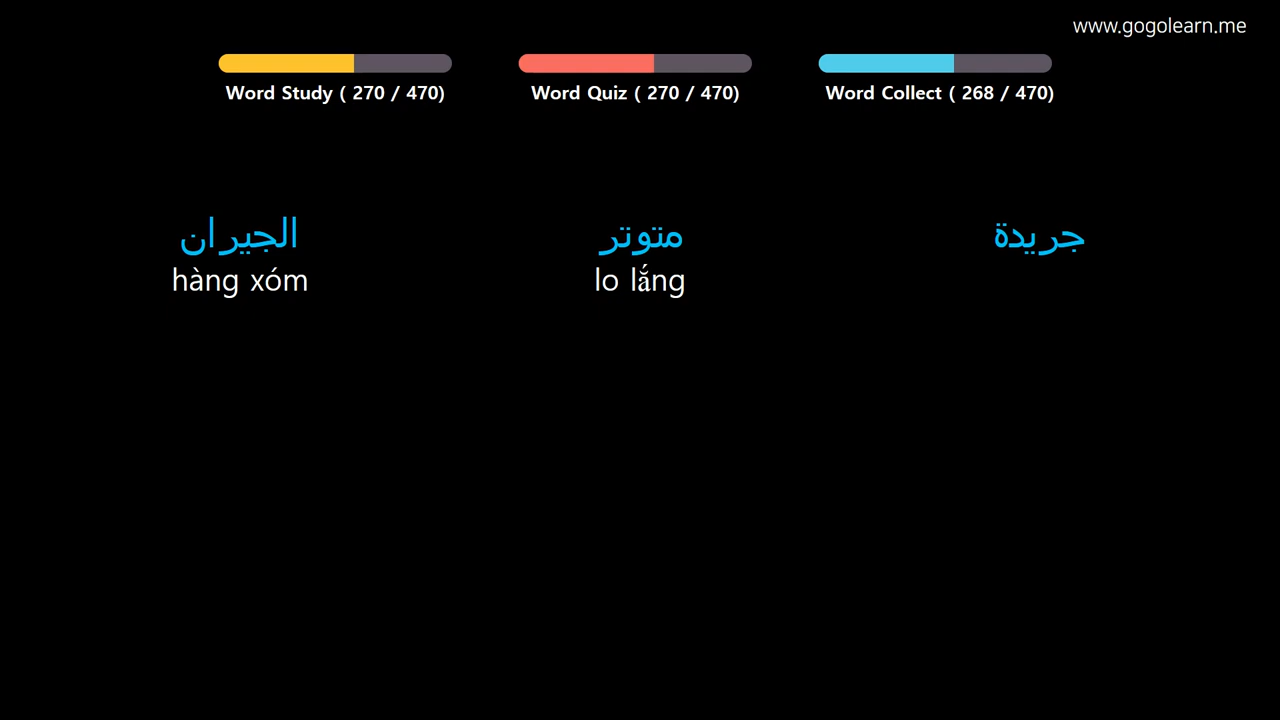 www.gogolearn.me
Word Study ( 270 / 470)
Word Quiz ( 270 / 470)
Word Collect ( 268 / 470)
الجيران
hàng xóm
متوتر
lo lắng
جريدة